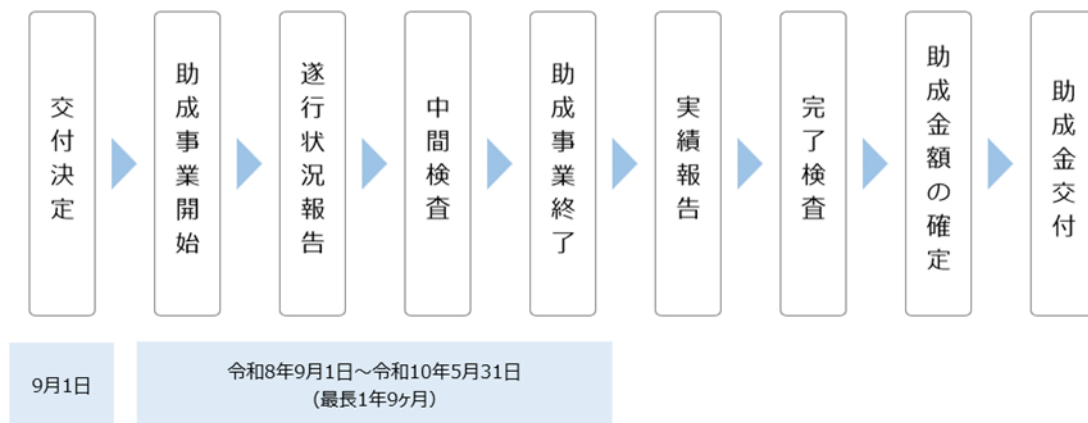 交付決定
助成事業開始
遂行状況報告
中間検査
助成事業終了
実績報告
完了検査
助成金額の確定
助成金交付
9月1日
令和8年9月1日～令和10年5月31日
（最長1年9ヶ月）